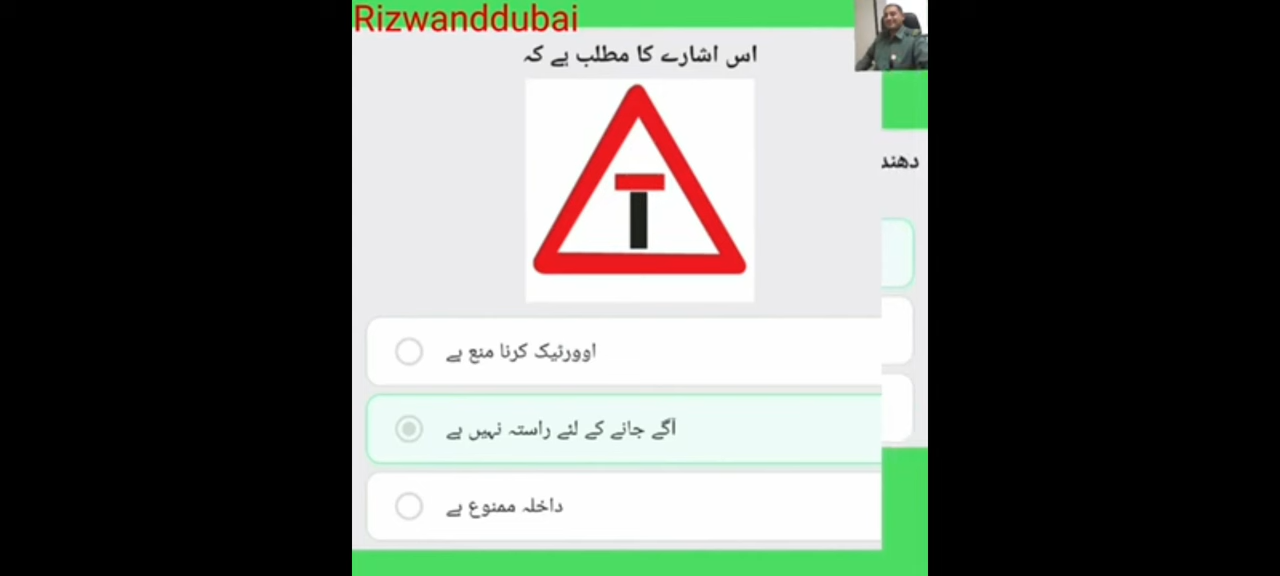 Rizwanddubai
اس اشارے کا مطلب ہے کہ
دھند
اوورٹیک کرنا منع ہے
آگے جانے کے لئے راستہ نہیں ہے
داخلہ ممنوع ہے